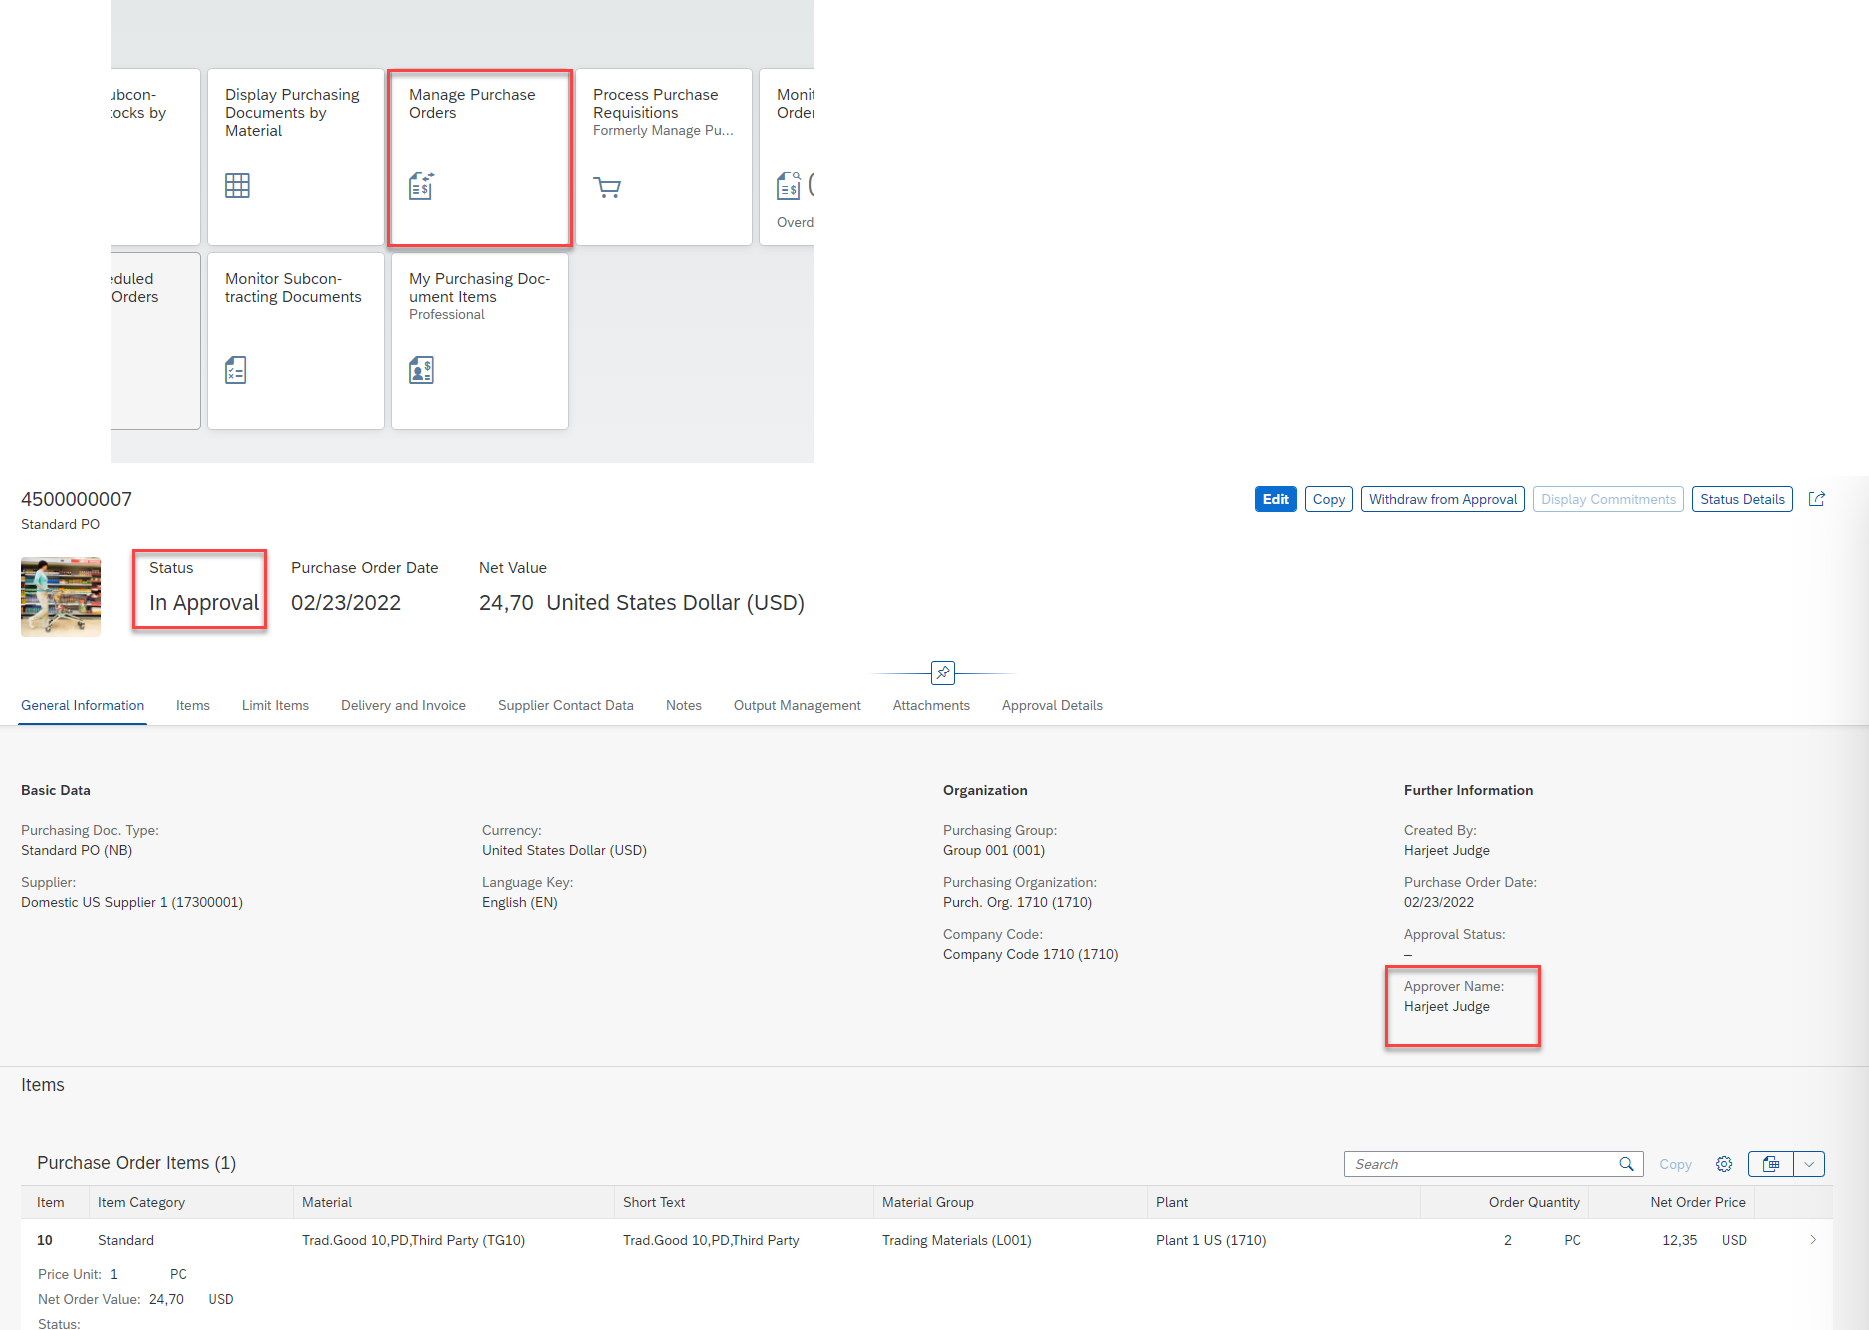 ubcon-
ocks by
Display Purchasing
Documents by
Material
Manage Purchase
Orders
Process Purchase
Requisitions
Formerly Manage Pu...
Monit
Order
Overd
eduled
Orders
Monitor Subcon-
tracting Documents
My Purchasing Doc-
ument Items
Professional
4500000007
Standard PO
Edit
Copy
Withdraw from Approval
Display Commitments
Status Details
Status
In Approval
Purchase Order Date
02/23/2022
Net Value
24,70 United States Dollar (USD)
General Information
Items
Limit Items
Delivery and Invoice
Supplier Contact Data
Notes
Output Management
Attachments
Approval Details
Basic Data
Purchasing Doc. Type:
Standard PO (NB)
Supplier:
Domestic US Supplier 1 (17300001)
Currency:
United States Dollar (USD)
Language Key:
English (EN)
Organization
Purchasing Group:
Group 001 (001)
Purchasing Organization:
Purch. Org. 1710 (1710)
Company Code:
Company Code 1710 (1710)
Further Information
Created By:
Harjeet Judge
Purchase Order Date:
02/23/2022
Approval Status:
–
Approver Name:
Harjeet Judge
Items
Purchase Order Items (1)
Search
Copy
Item Item Category Material Short Text Material Group Plant Order Quantity Net Order Price
10 Standard Trad.Good 10,PD,Third Party (TG10) Trad.Good 10,PD,Third Party Trading Materials (L001) Plant 1 US (1710) 2 PC 12,35 USD
Price Unit: 1 PC
Net Order Value: 24,70 USD
Status: